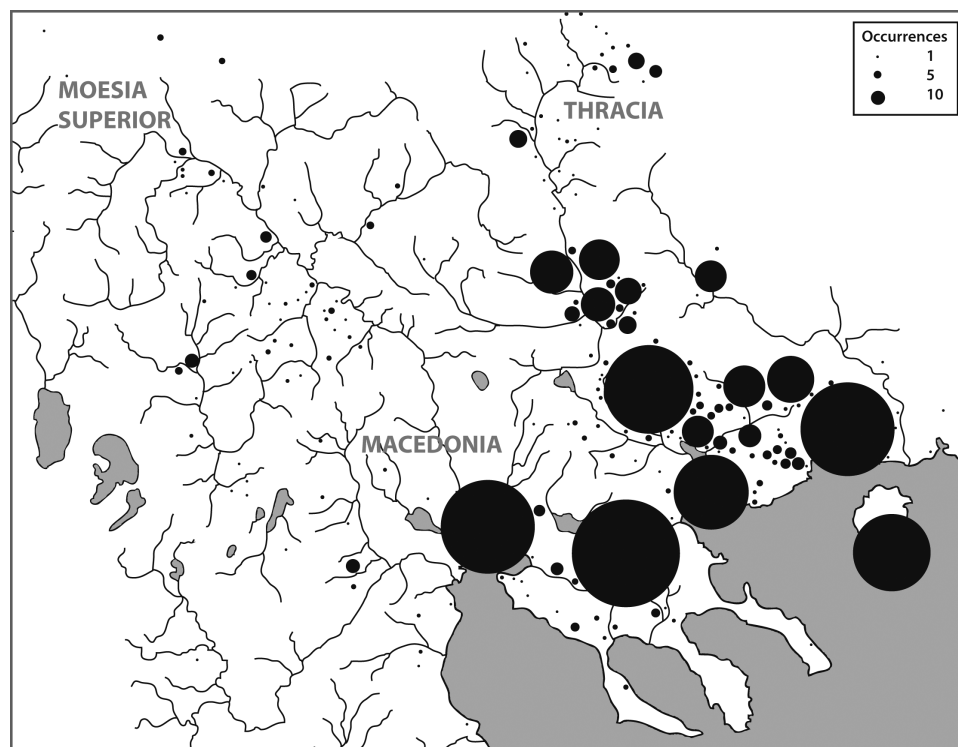 Occurrences
1
5
10
MOESIA
SUPERIOR
THRACIA
MACEDONIA